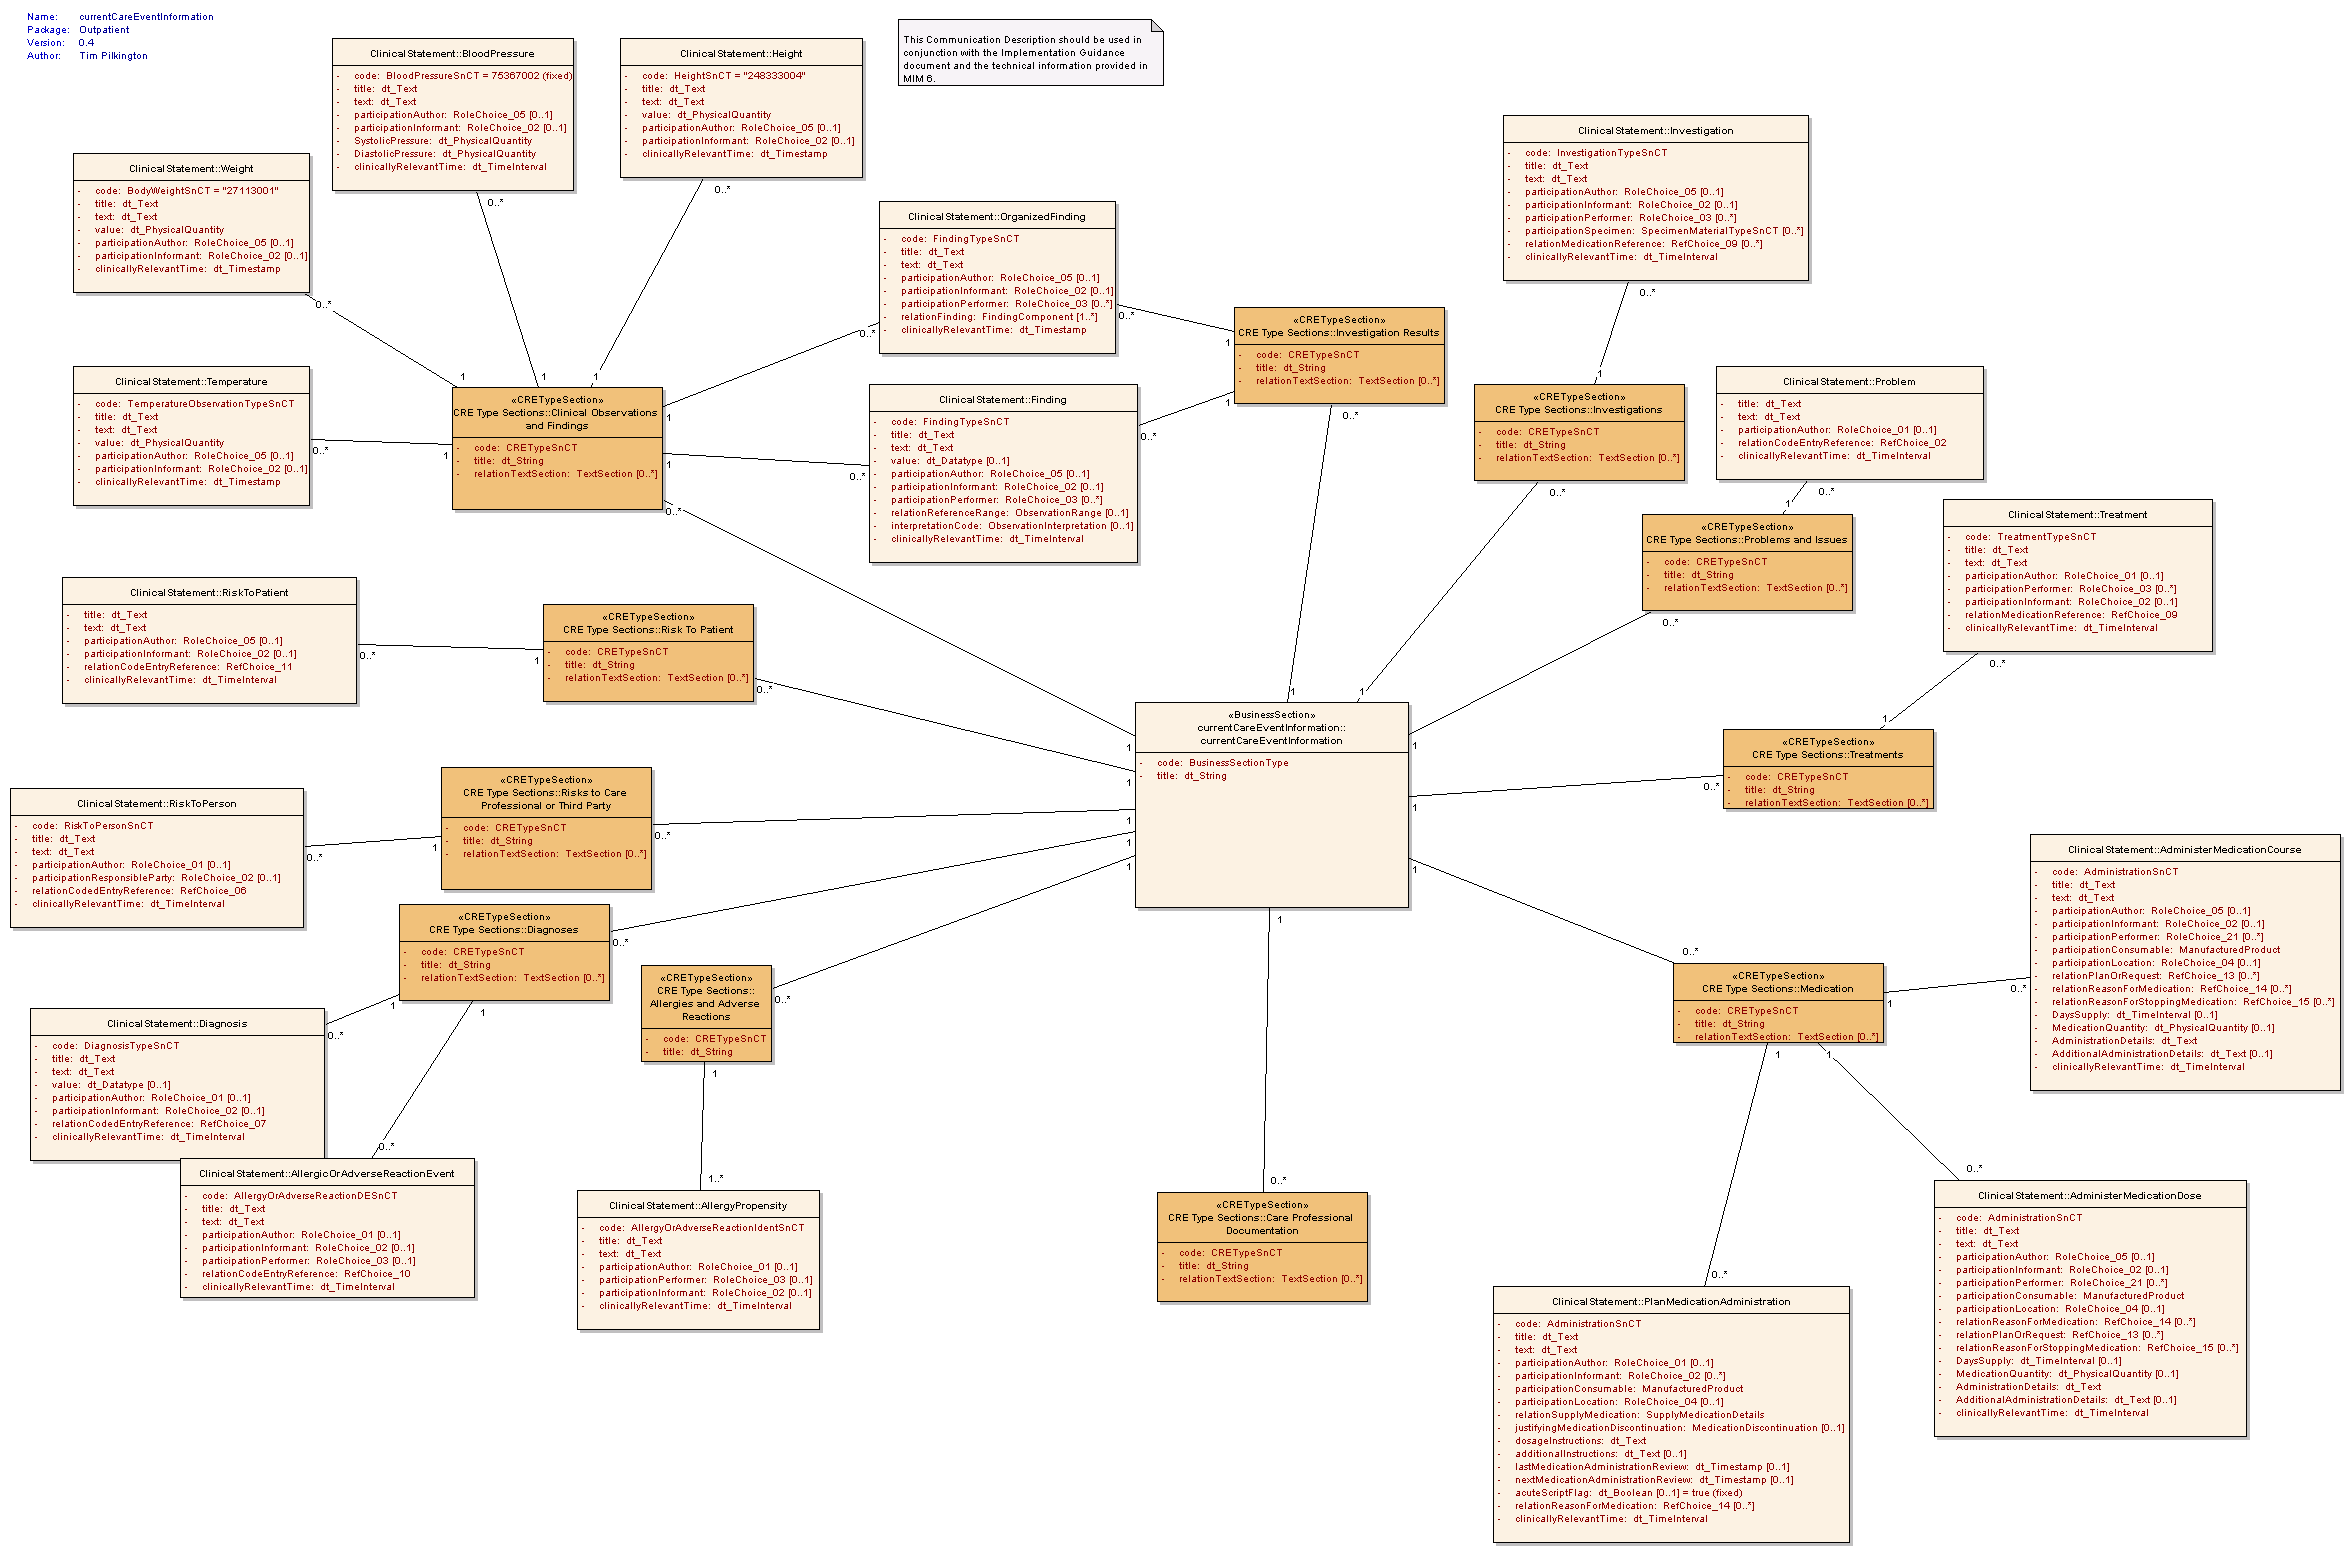 Name: currentCareEventInformation
Package: Outpatient
Version: 0.4
Author: Tim Pilkington
This Communication Description should be used in
conjunction with the Implementation Guidance
document and the technical information provided in
MIM 6.
ClinicalStatement::BloodPressure
- code: BloodPressureSnCT = 75367002 (fixed)
- title: dt_Text
- text: dt_Text
- participationAuthor: RoleChoice_05 [0..1]
- participationInformant: RoleChoice_02 [0..1]
- SystolicPressure: dt_PhysicalQuantity
- DiastolicPressure: dt_PhysicalQuantity
- clinicallyRelevantTime: dt_TimeInterval
0..*
1
ClinicalStatement::Height
- code: HeightSnCT = "248333004"
- title: dt_Text
- text: dt_Text
- value: dt_PhysicalQuantity
- participationAuthor: RoleChoice_05 [0..1]
- participationInformant: RoleChoice_02 [0..1]
- clinicallyRelevantTime: dt_Timestamp
0..*
1
ClinicalStatement::Weight
- code: BodyWeightSnCT = "27113001"
- title: dt_Text
- text: dt_Text
- value: dt_PhysicalQuantity
- participationAuthor: RoleChoice_05 [0..1]
- participationInformant: RoleChoice_02 [0..1]
- clinicallyRelevantTime: dt_Timestamp
0..*
1
ClinicalStatement::OrganizedFinding
- code: FindingTypeSnCT
- title: dt_Text
- text: dt_Text
- participationAuthor: RoleChoice_05 [0..1]
- participationInformant: RoleChoice_02 [0..1]
- participationPerformer: RoleChoice_03 [0..*]
- relationFinding: FindingComponent [1..*]
- clinicallyRelevantTime: dt_Timestamp
0..*
1
0..*
1
ClinicalStatement::Investigation
- code: InvestigationTypeSnCT
- title: dt_Text
- text: dt_Text
- participationAuthor: RoleChoice_05 [0..1]
- participationInformant: RoleChoice_02 [0..1]
- participationPerformer: RoleChoice_03 [0..*]
- participationSpecimen: SpecimenMaterialTypeSnCT [0..*]
- relationMedicationReference: RefChoice_09 [0..*]
- clinicallyRelevantTime: dt_TimeInterval
0..*
1
«CRETypeSection»
CRE Type Sections::Investigation Results
- code: CRETypeSnCT
- title: dt_String
- relationTextSection: TextSection [0..*]
0..*
1
ClinicalStatement::Temperature
- code: TemperatureObservationTypeSnCT
- title: dt_Text
- text: dt_Text
- value: dt_PhysicalQuantity
- participationAuthor: RoleChoice_05 [0..1]
- participationInformant: RoleChoice_02 [0..1]
- clinicallyRelevantTime: dt_Timestamp
0..*
1
«CRETypeSection»
CRE Type Sections::Clinical Observations
and Findings
- code: CRETypeSnCT
- title: dt_String
- relationTextSection: TextSection [0..*]
0..*
1
ClinicalStatement::Finding
- code: FindingTypeSnCT
- title: dt_Text
- text: dt_Text
- value: dt_Datatype [0..1]
- participationAuthor: RoleChoice_05 [0..1]
- participationInformant: RoleChoice_02 [0..1]
- participationPerformer: RoleChoice_03 [0..*]
- relationReferenceRange: ObservationRange [0..1]
- interpretationCode: ObservationInterpretation [0..1]
- clinicallyRelevantTime: dt_TimeInterval
0..*
1
0..*
1
«CRETypeSection»
CRE Type Sections::Investigations
- code: CRETypeSnCT
- title: dt_String
- relationTextSection: TextSection [0..*]
0..*
1
ClinicalStatement::Problem
- title: dt_Text
- text: dt_Text
- participationAuthor: RoleChoice_01 [0..1]
- relationCodeEntryReference: RefChoice_02
- clinicallyRelevantTime: dt_TimeInterval
0..*
1
«CRETypeSection»
CRE Type Sections::Problems and Issues
- code: CRETypeSnCT
- title: dt_String
- relationTextSection: TextSection [0..*]
0..*
1
ClinicalStatement::Treatment
- code: TreatmentTypeSnCT
- title: dt_Text
- text: dt_Text
- participationAuthor: RoleChoice_01 [0..1]
- participationPerformer: RoleChoice_03 [0..*]
- participationInformant: RoleChoice_02 [0..1]
- relationMedicationReference: RefChoice_09
- clinicallyRelevantTime: dt_TimeInterval
0..*
1
ClinicalStatement::RiskToPatient
- title: dt_Text
- text: dt_Text
- participationAuthor: RoleChoice_05 [0..1]
- participationInformant: RoleChoice_02 [0..1]
- relationCodeEntryReference: RefChoice_11
- clinicallyRelevantTime: dt_TimeInterval
0..*
1
«CRETypeSection»
CRE Type Sections::Risk To Patient
- code: CRETypeSnCT
- title: dt_String
- relationTextSection: TextSection [0..*]
0..*
1
«BusinessSection»
currentCareEventInformation::
currentCareEventInformation
- code: BusinessSectionType
- title: dt_String
«CRETypeSection»
CRE Type Sections::Treatments
- code: CRETypeSnCT
- title: dt_String
- relationTextSection: TextSection [0..*]
0..*
1
ClinicalStatement::RiskToPerson
- code: RiskToPersonSnCT
- title: dt_Text
- text: dt_Text
- participationAuthor: RoleChoice_01 [0..1]
- participationResponsibleParty: RoleChoice_02 [0..1]
- relationCodedEntryReference: RefChoice_06
- clinicallyRelevantTime: dt_TimeInterval
0..*
1
«CRETypeSection»
CRE Type Sections::Risks to Care
Professional or Third Party
- code: CRETypeSnCT
- title: dt_String
- relationTextSection: TextSection [0..*]
0..*
1
«CRETypeSection»
CRE Type Sections::Diagnoses
- code: CRETypeSnCT
- title: dt_String
- relationTextSection: TextSection [0..*]
0..*
1
ClinicalStatement::Diagnosis
- code: DiagnosisTypeSnCT
- title: dt_Text
- text: dt_Text
- value: dt_Datatype [0..1]
- participationAuthor: RoleChoice_01 [0..1]
- participationInformant: RoleChoice_02 [0..1]
- relationCodedEntryReference: RefChoice_07
- clinicallyRelevantTime: dt_TimeInterval
0..*
1
ClinicalStatement::AllergicOrAdverseReactionEvent
- code: AllergyOrAdverseReactionDESnCT
- title: dt_Text
- text: dt_Text
- participationAuthor: RoleChoice_01 [0..1]
- participationInformant: RoleChoice_02 [0..1]
- participationPerformer: RoleChoice_03 [0..1]
- relationCodeEntryReference: RefChoice_10
- clinicallyRelevantTime: dt_TimeInterval
0..*
1
«CRETypeSection»
CRE Type Sections::
Allergies and Adverse
Reactions
- code: CRETypeSnCT
- title: dt_String
0..*
1
1
1..*
ClinicalStatement::AllergyPropensity
- code: AllergyOrAdverseReactionIdentSnCT
- title: dt_Text
- text: dt_Text
- participationAuthor: RoleChoice_01 [0..1]
- participationPerformer: RoleChoice_03 [0..1]
- participationInformant: RoleChoice_02 [0..1]
- clinicallyRelevantTime: dt_TimeInterval
1
0..*
«CRETypeSection»
CRE Type Sections::Care Professional
Documentation
- code: CRETypeSnCT
- title: dt_String
- relationTextSection: TextSection [0..*]
1
0..*
«CRETypeSection»
CRE Type Sections::Medication
- code: CRETypeSnCT
- title: dt_String
- relationTextSection: TextSection [0..*]
1
0..*
ClinicalStatement::AdministerMedicationCourse
- code: AdministrationSnCT
- title: dt_Text
- text: dt_Text
- participationAuthor: RoleChoice_05 [0..1]
- participationInformant: RoleChoice_02 [0..1]
- participationPerformer: RoleChoice_21 [0..*]
- participationConsumable: ManufacturedProduct
- participationLocation: RoleChoice_04 [0..1]
- relationPlanOrRequest: RefChoice_13 [0..*]
- relationReasonForMedication: RefChoice_14 [0..*]
- relationReasonForStoppingMedication: RefChoice_15 [0..*]
- DaysSupply: dt_TimeInterval [0..1]
- MedicationQuantity: dt_PhysicalQuantity [0..1]
- AdministrationDetails: dt_Text
- AdditionalAdministrationDetails: dt_Text [0..1]
- clinicallyRelevantTime: dt_TimeInterval
1
0..*
ClinicalStatement::AdministerMedicationDose
- code: AdministrationSnCT
- title: dt_Text
- text: dt_Text
- participationAuthor: RoleChoice_05 [0..1]
- participationInformant: RoleChoice_02 [0..1]
- participationPerformer: RoleChoice_21 [0..*]
- participationConsumable: ManufacturedProduct
- participationLocation: RoleChoice_04 [0..1]
- relationReasonForMedication: RefChoice_14 [0..*]
- relationPlanOrRequest: RefChoice_13 [0..*]
- relationReasonForStoppingMedication: RefChoice_15 [0..*]
- DaysSupply: dt_TimeInterval [0..1]
- MedicationQuantity: dt_PhysicalQuantity [0..1]
- AdministrationDetails: dt_Text
- AdditionalAdministrationDetails: dt_Text [0..1]
- clinicallyRelevantTime: dt_TimeInterval
1
0..*
ClinicalStatement::PlanMedicationAdministration
- code: AdministrationSnCT
- title: dt_Text
- text: dt_Text
- participationAuthor: RoleChoice_01 [0..1]
- participationInformant: RoleChoice_02 [0..*]
- participationConsumable: ManufacturedProduct
- participationLocation: RoleChoice_04 [0..1]
- relationSupplyMedication: SupplyMedicationDetails
- justifyingMedicationDiscontinuation: MedicationDiscontinuation [0..1]
- dosageInstructions: dt_Text
- additionalInstructions: dt_Text [0..1]
- lastMedicationAdministrationReview: dt_Timestamp [0..1]
- nextMedicationAdministrationReview: dt_Timestamp [0..1]
- acuteScriptFlag: dt_Boolean [0..1] = true (fixed)
- relationReasonForMedication: RefChoice_14 [0..*]
- clinicallyRelevantTime: dt_TimeInterval